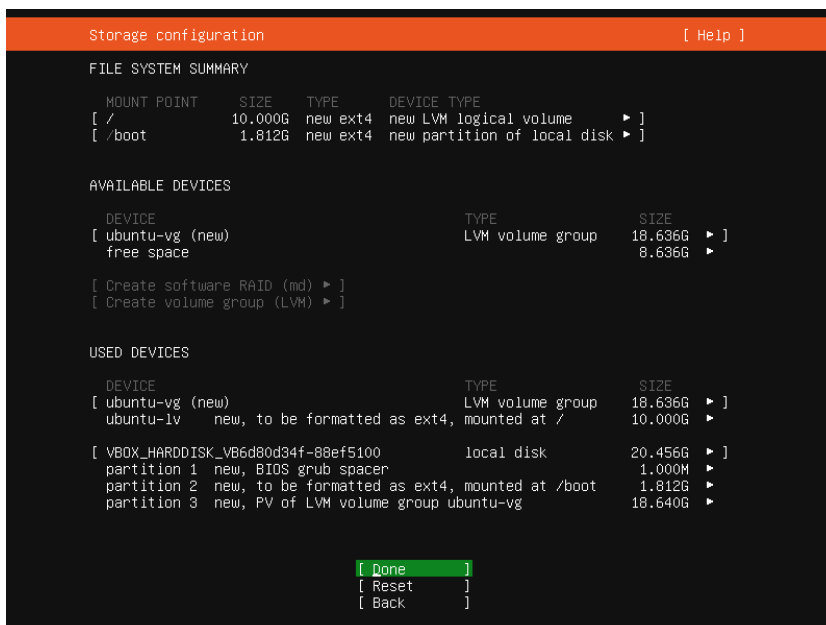 Storage configuration [ Help ]
FILE SYSTEM SUMMARY
MOUNT POINT SIZE TYPE DEVICE TYPE
[ / 10.000G new ext4 new LVM logical volume ▸ ]
[ /boot 1.812G new ext4 new partition of local disk ▸ ]
AVAILABLE DEVICES
DEVICE TYPE SIZE
[ ubuntu-vg (new) LVM volume group 18.636G ▸ ]
free space 8.636G ▸
[ Create software RAID (md) ▸ ]
[ Create volume group (LVM) ▸ ]
USED DEVICES
DEVICE TYPE SIZE
[ ubuntu-vg (new) LVM volume group 18.636G ▸ ]
ubuntu-lv new, to be formatted as ext4, mounted at / 10.000G ▸
[ VBOX_HARDDISK_VB6d80d34f-88ef5100 local disk 20.456G ▸ ]
partition 1 new, BIOS grub spacer 1.000M ▸
partition 2 new, to be formatted as ext4, mounted at /boot 1.812G ▸
partition 3 new, PV of LVM volume group ubuntu-vg 18.640G ▸
[ Done ]
[ Reset ]
[ Back ]